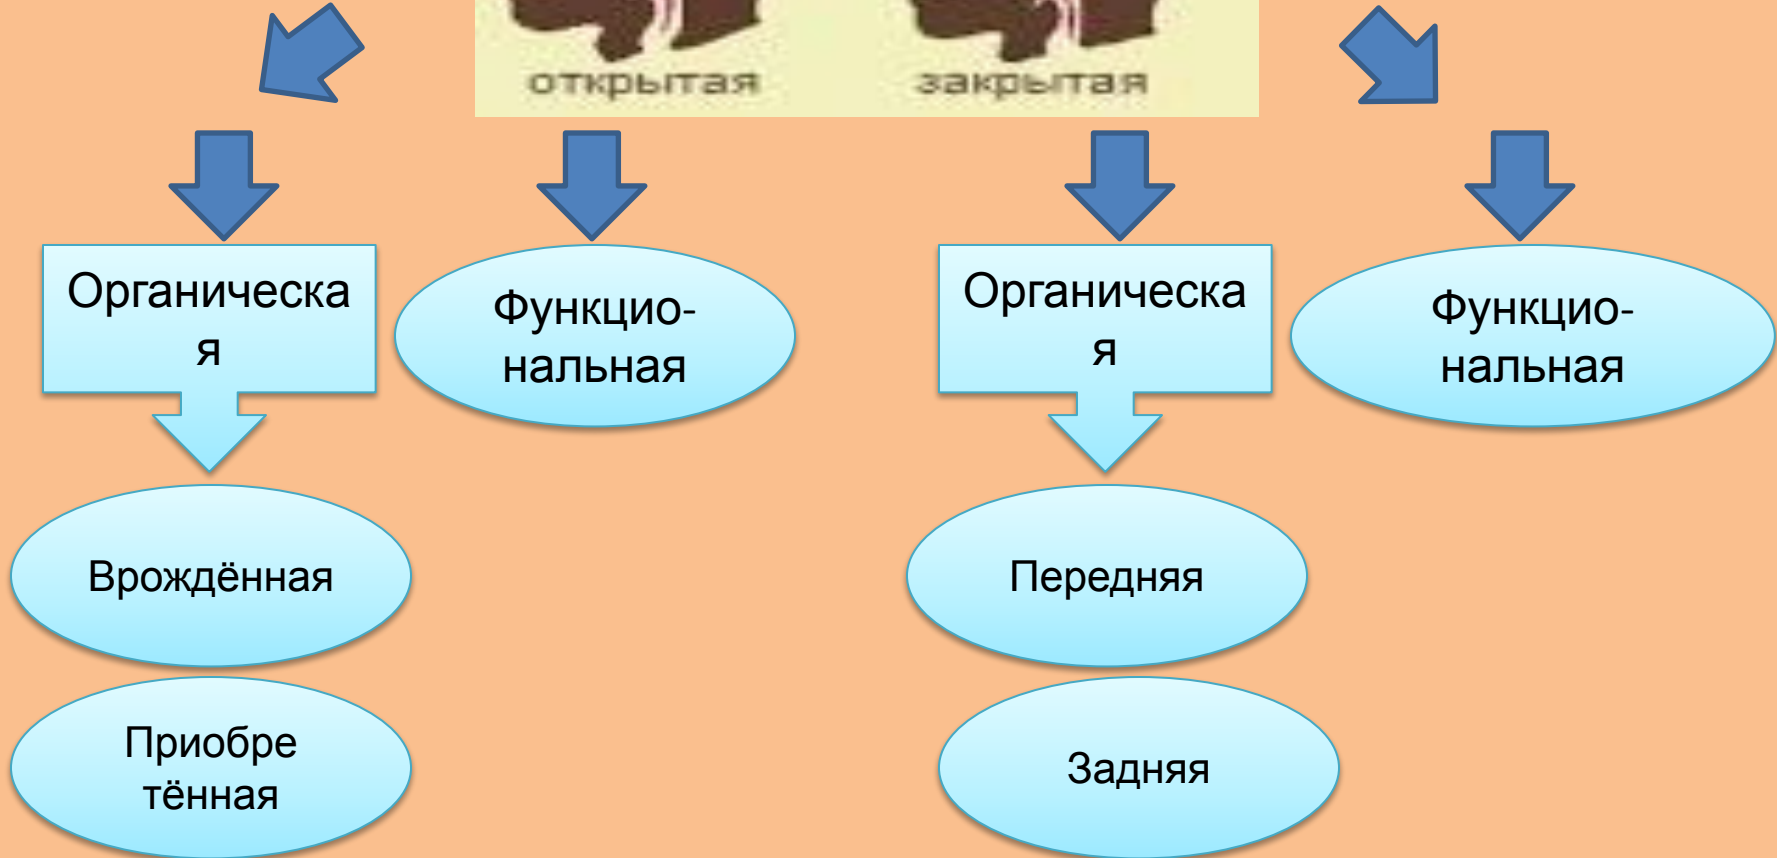 открытая
закрытая
Органическа
я
Функцио-
нальная
Органическа
я
Функцио-
нальная
Врождённая
Передняя
Приобре
тённая
Задняя